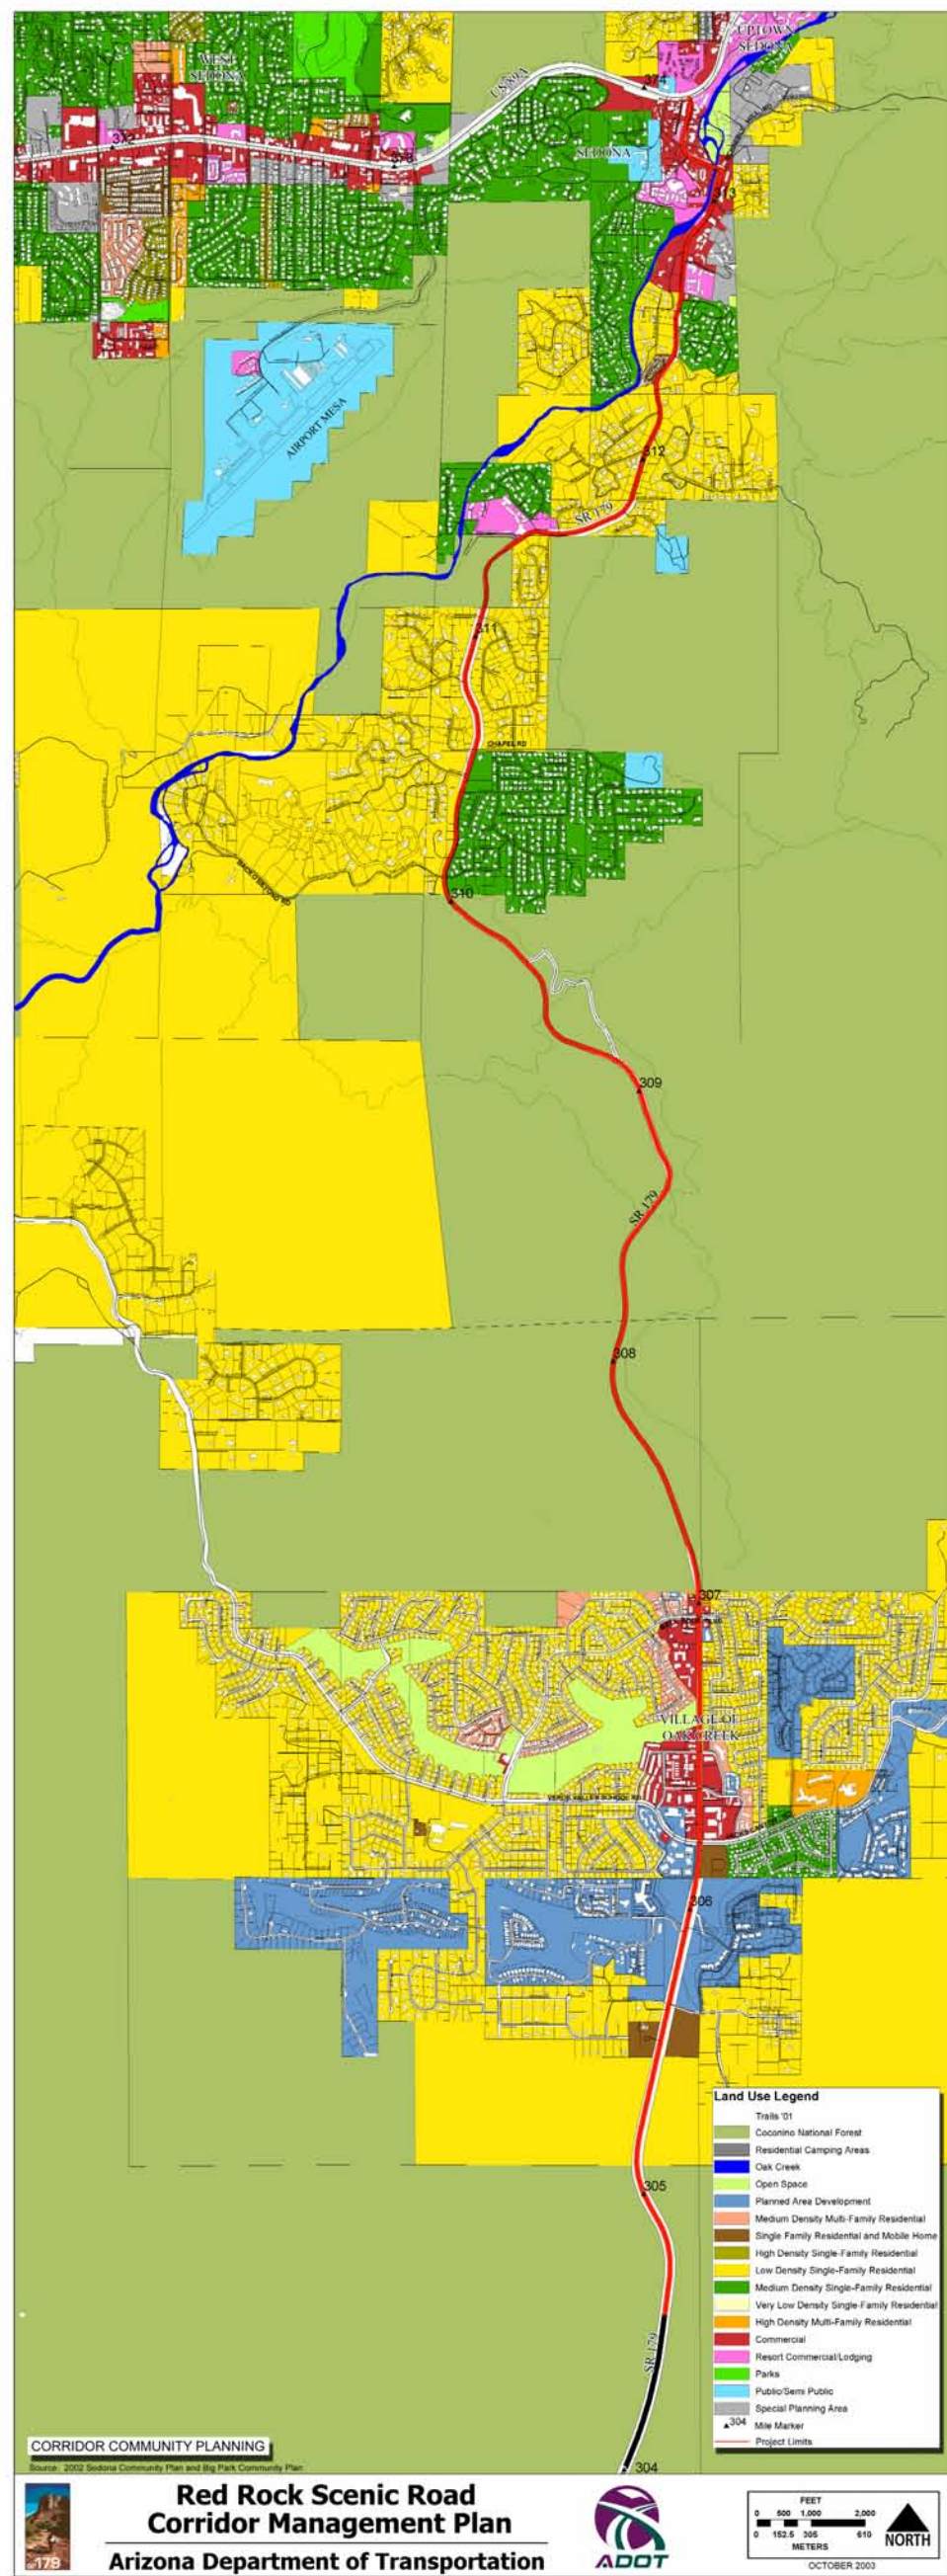 UPTOWN
SEDONA
WEST
SEDONA
US 89A
374
372
373
SEDONA
313
AIRPORT MESA
312
SR 179
311
CHAPEL RD
310
309
SR 179
308
307
VILLAGE OF
OAK CREEK
VERDE VALLEY SCHOOL RD
306
305
SR 179
304
Land Use Legend
Trails '01
Coconino National Forest
Residential Camping Areas
Oak Creek
Open Space
Planned Area Development
Medium Density Multi-Family Residential
Single Family Residential and Mobile Home
High Density Single-Family Residential
Low Density Single-Family Residential
Medium Density Single-Family Residential
Very Low Density Single-Family Residential
High Density Multi-Family Residential
Commercial
Resort Commercial/Lodging
Parks
Public/Semi Public
Special Planning Area
304 Mile Marker
Project Limits
CORRIDOR COMMUNITY PLANNING
Source: 2002 Sedona Community Plan and Big Park Community Plan
179
Red Rock Scenic Road
Corridor Management Plan
Arizona Department of Transportation
ADOT
FEET
0 500 1,000 2,000
0 152.5 305 610
METERS
NORTH
OCTOBER 2003